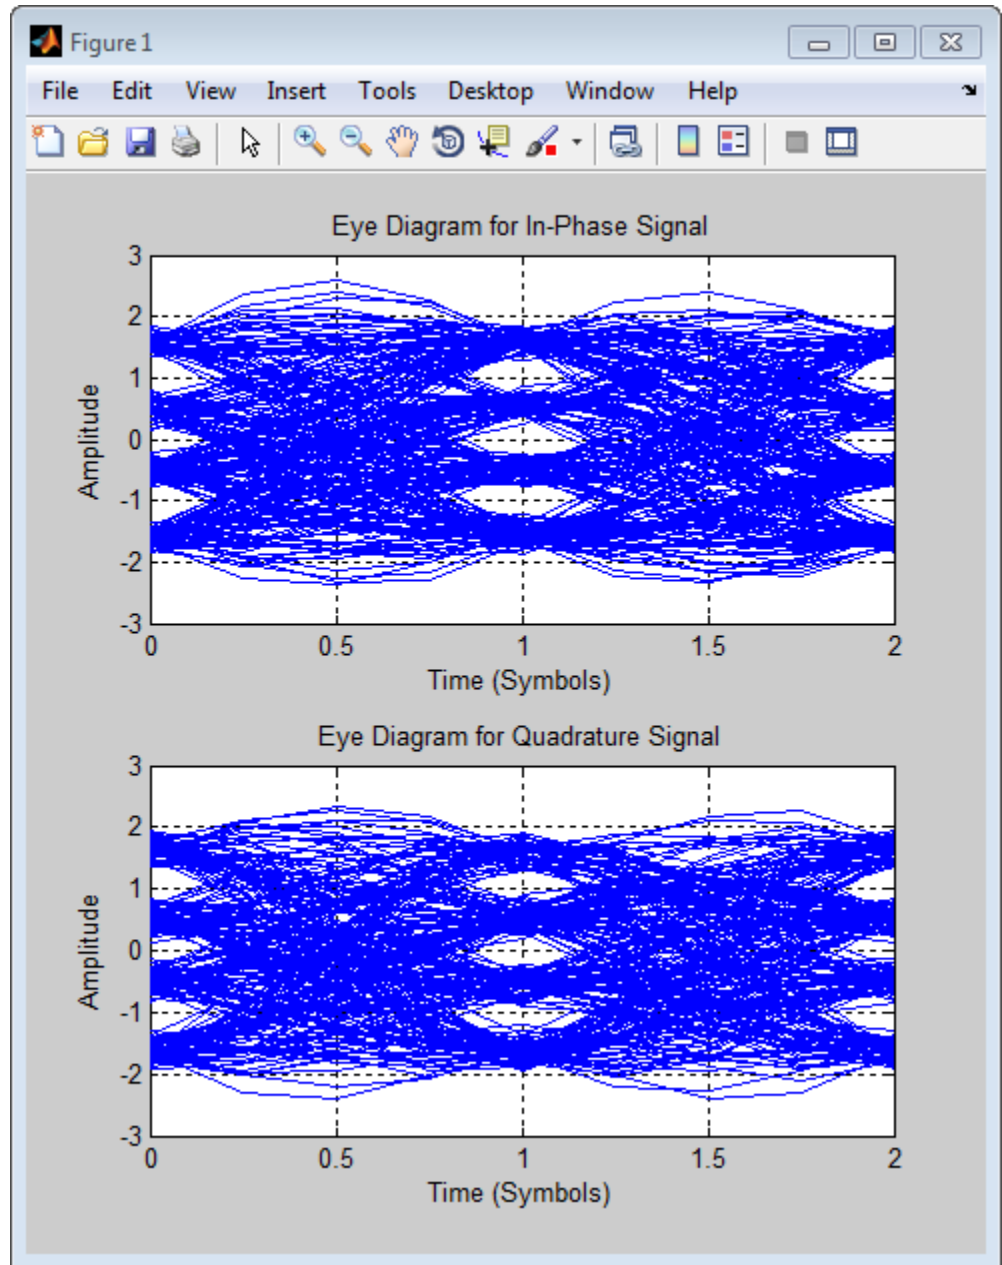 Figure 1
File Edit View Insert Tools Desktop Window Help
Eye Diagram for In-Phase Signal
3
2
1
0
-1
-2
-3
Amplitude
0 0.5 1 1.5 2
Time (Symbols)
Eye Diagram for Quadrature Signal
3
2
1
0
-1
-2
-3
Amplitude
0 0.5 1 1.5 2
Time (Symbols)